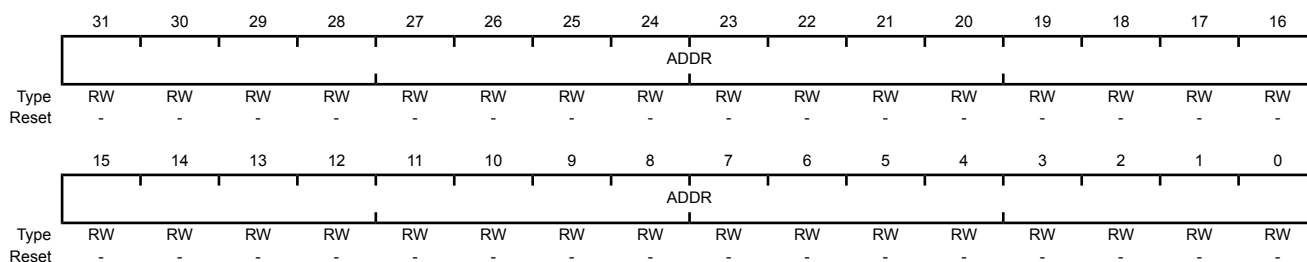 31 30 29 28 27 26 25 24 23 22 21 20 19 18 17 16
ADDR
Type RW RW RW RW RW RW RW RW RW RW RW RW RW RW RW RW
Reset - - - - - - - - - - - - - - - -
15 14 13 12 11 10 9 8 7 6 5 4 3 2 1 0
ADDR
Type RW RW RW RW RW RW RW RW RW RW RW RW RW RW RW RW
Reset - - - - - - - - - - - - - - - -